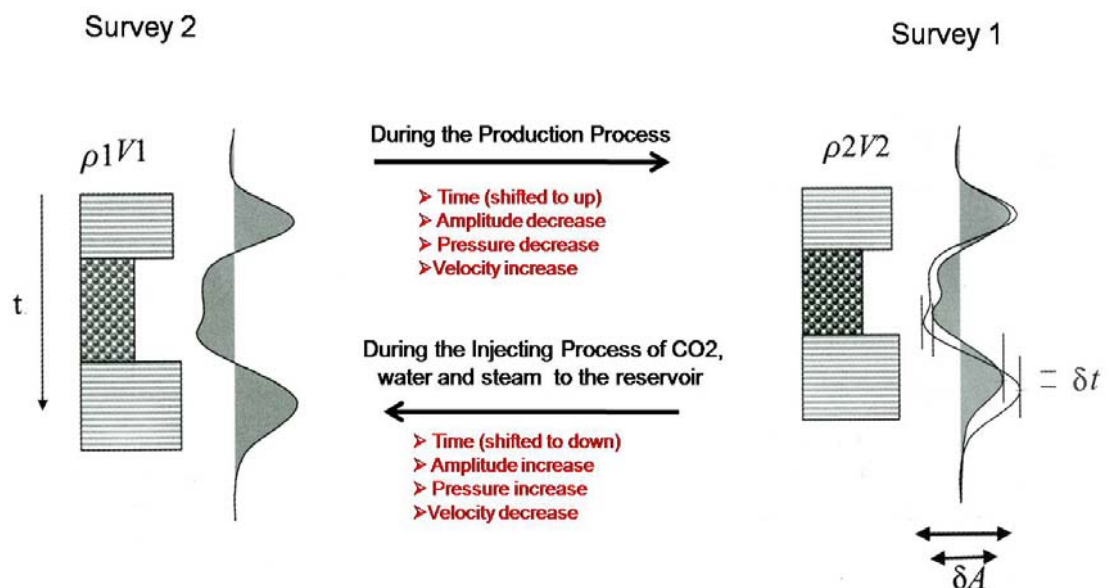 Survey 2
Survey 1
ρ1V1
During the Production Process
➤ Time (shifted to up)
➤ Amplitude decrease
➤ Pressure decrease
➤Velocity increase
ρ2V2
t
During the Injecting Process of CO2,
water and steam to the reservoir
➤ Time (shifted to down)
➤ Amplitude increase
➤ Pressure increase
➤Velocity decrease
δt
δA